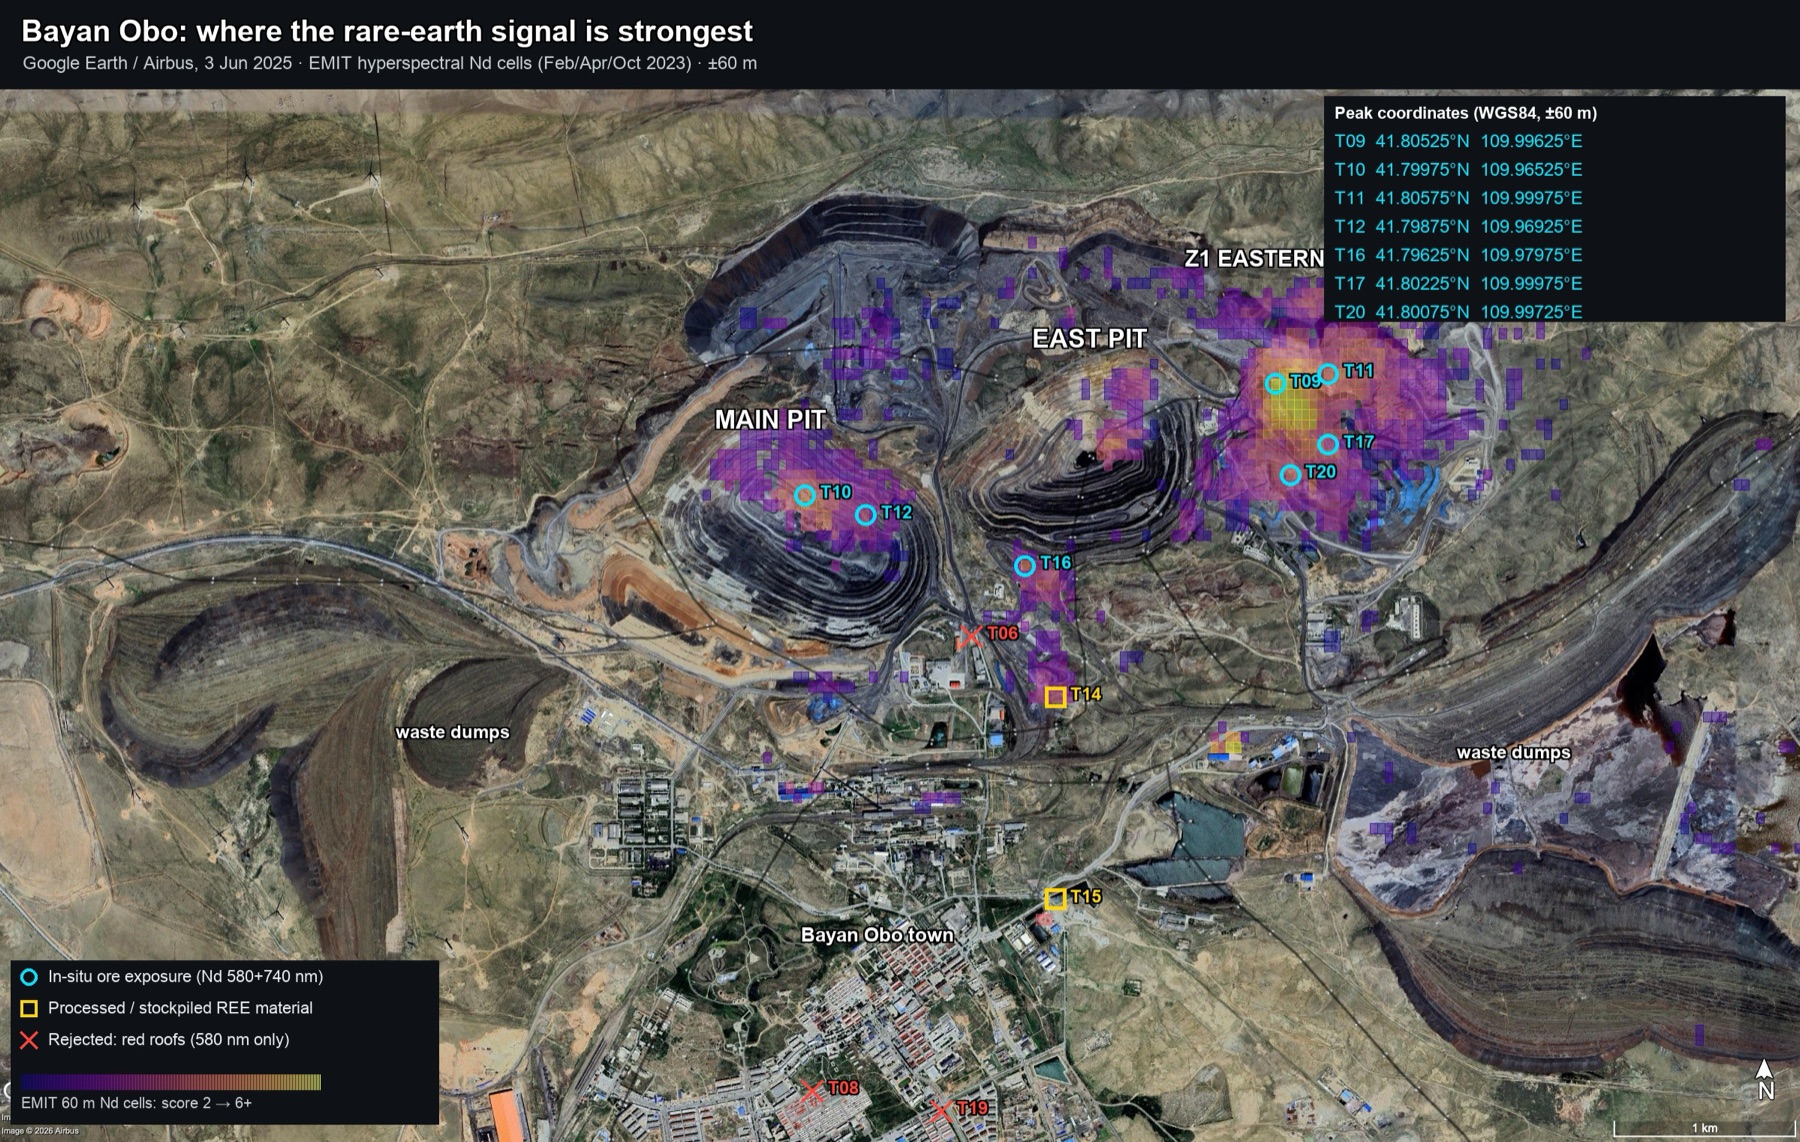 Bayan Obo: where the rare-earth signal is strongest
Google Earth / Airbus, 3 Jun 2025 · EMIT hyperspectral Nd cells (Feb/Apr/Oct 2023) · ±60 m
Peak coordinates (WGS84, ±60 m)
T09 41.80525°N 109.99625°E
T10 41.79975°N 109.96525°E
T11 41.80575°N 109.99975°E
T12 41.79875°N 109.96925°E
T16 41.79625°N 109.97975°E
T17 41.80225°N 109.99975°E
T20 41.80075°N 109.99725°E
Z1 EASTERN
EAST PIT
MAIN PIT
T09
T11
T17
T20
T10
T12
T16
T06
T14
waste dumps
waste dumps
T15
Bayan Obo town
T08
T19
In-situ ore exposure (Nd 580+740 nm)
Processed / stockpiled REE material
Rejected: red roofs (580 nm only)
EMIT 60 m Nd cells: score 2 → 6+
Image © 2026 Airbus
N
1 km